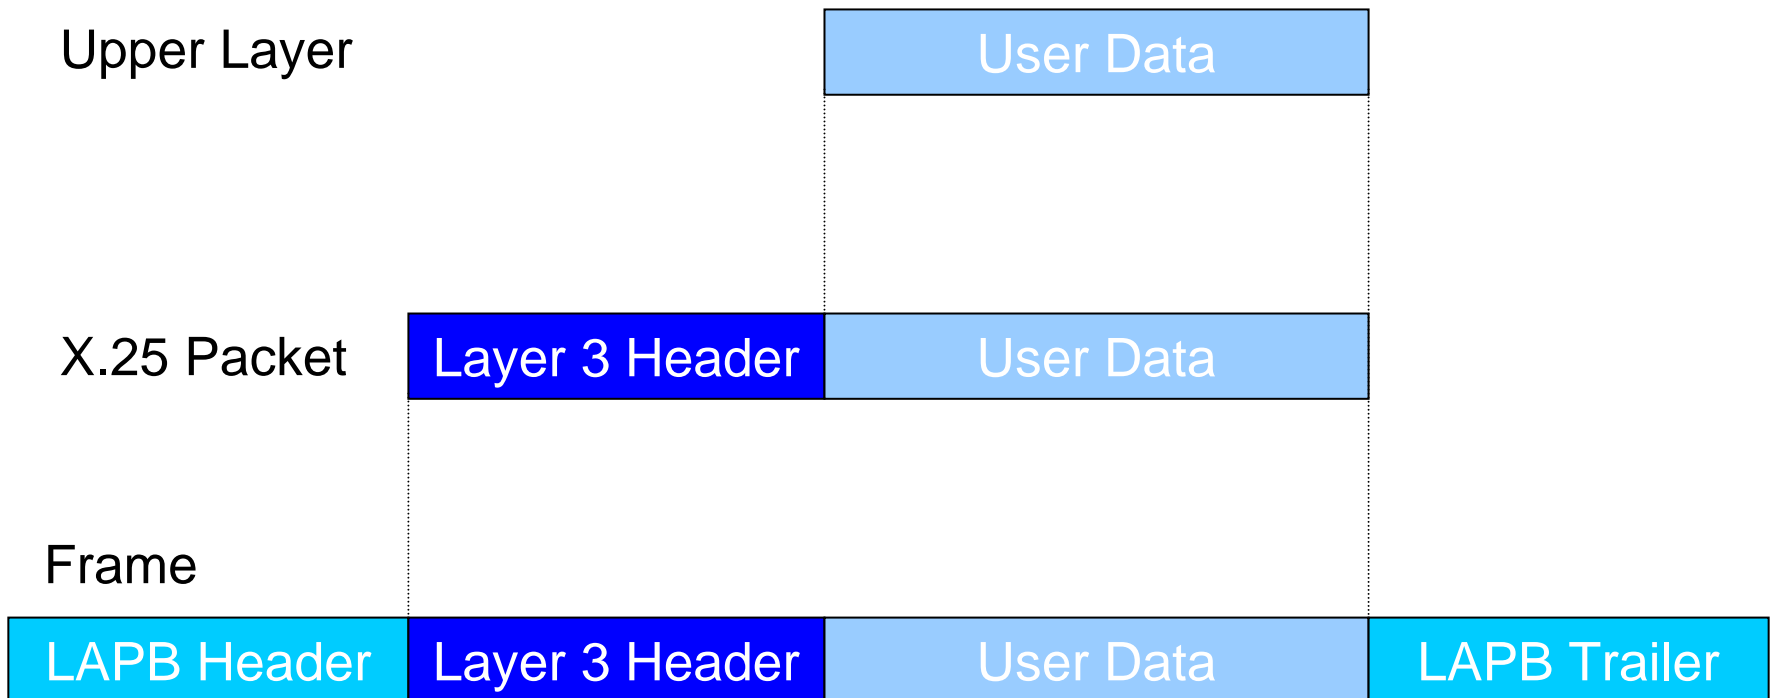 Upper Layer User Data
X.25 Packet Layer 3 Header User Data
Frame
LAPB Header Layer 3 Header User Data LAPB Trailer